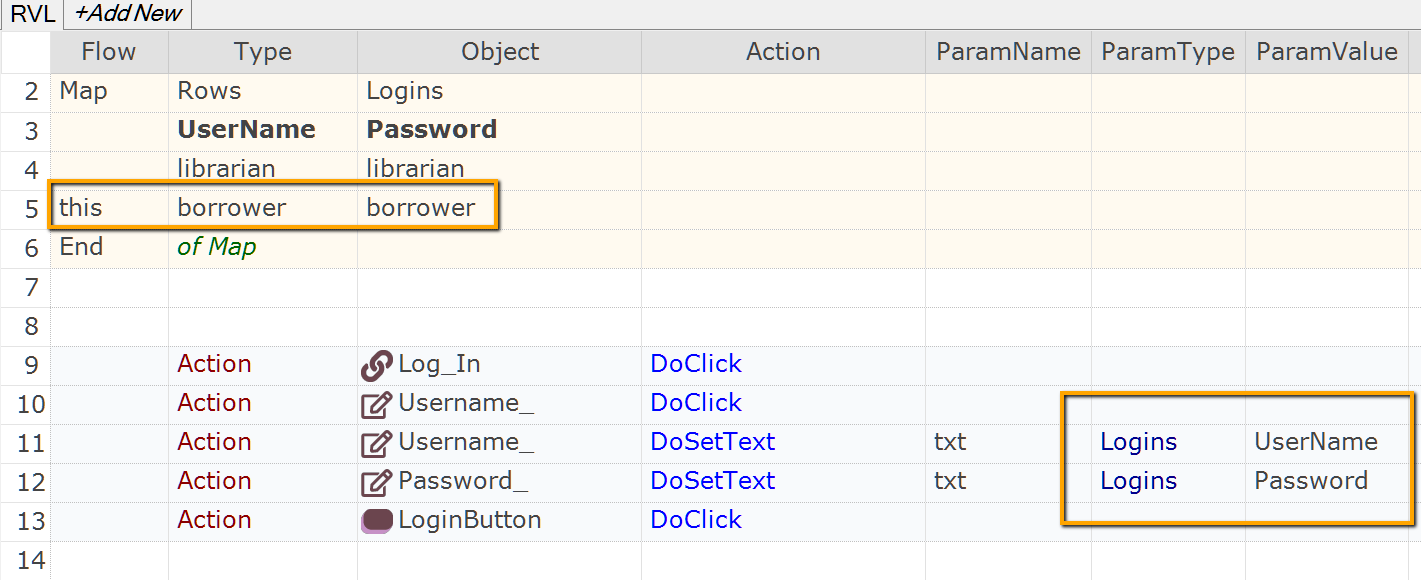 RVL +Add New
Flow Type Object Action ParamName ParamType ParamValue
2 Map Rows Logins
3 UserName Password
4 librarian librarian
5 this borrower borrower
6 End of Map
7
8
9 Action Log_In DoClick
10 Action Username_ DoClick
11 Action Username_ DoSetText txt Logins UserName
12 Action Password_ DoSetText txt Logins Password
13 Action LoginButton DoClick
14